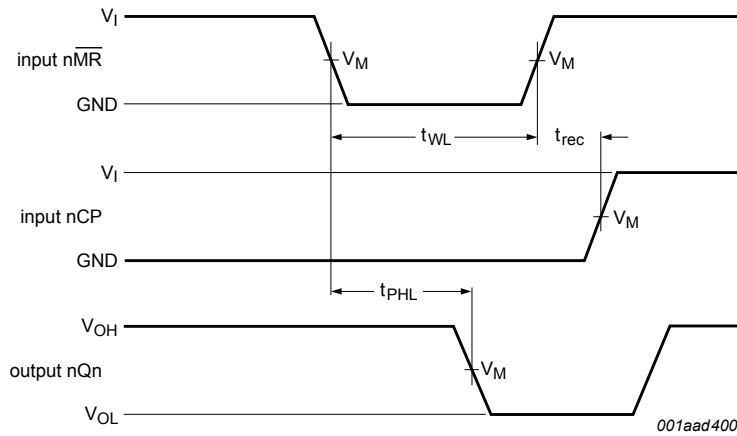 V_I
input nM̅R̅
V_M
V_M
GND
t_WL
t_rec
V_I
input nCP
V_M
GND
t_PHL
V_OH
output nQn
V_M
V_OL
001aad400